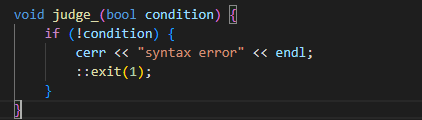 void judge_(bool condition) {
    if (!condition) {
        cerr << "syntax error" << endl;
        ::exit(1);
    }
}